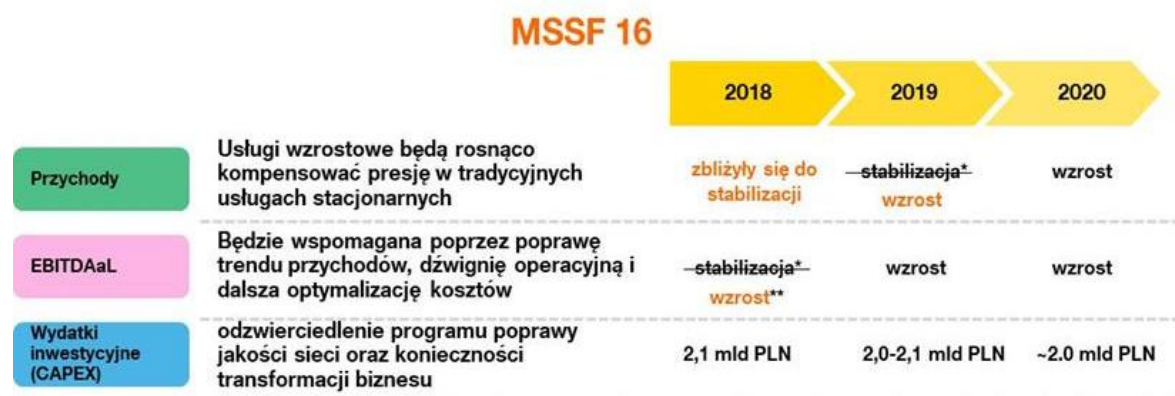 MSSF 16
2018
2019
2020
Przychody
Usługi wzrostowe będą rosnąco
kompensować presję w tradycyjnych
usługach stacjonarnych
zbliżyły się do
stabilizacji
stabilizacja*
wzrost
wzrost
EBITDAaL
Będzie wspomagana poprzez poprawę
trendu przychodów, dźwignię operacyjną i
dalsza optymalizację kosztów
stabilizacja*
wzrost**
wzrost
wzrost
Wydatki
inwestycyjne
(CAPEX)
odzwierciedlenie programu poprawy
jakości sieci oraz konieczności
transformacji biznesu
2,1 mld PLN
2,0-2,1 mld PLN
~2.0 mld PLN